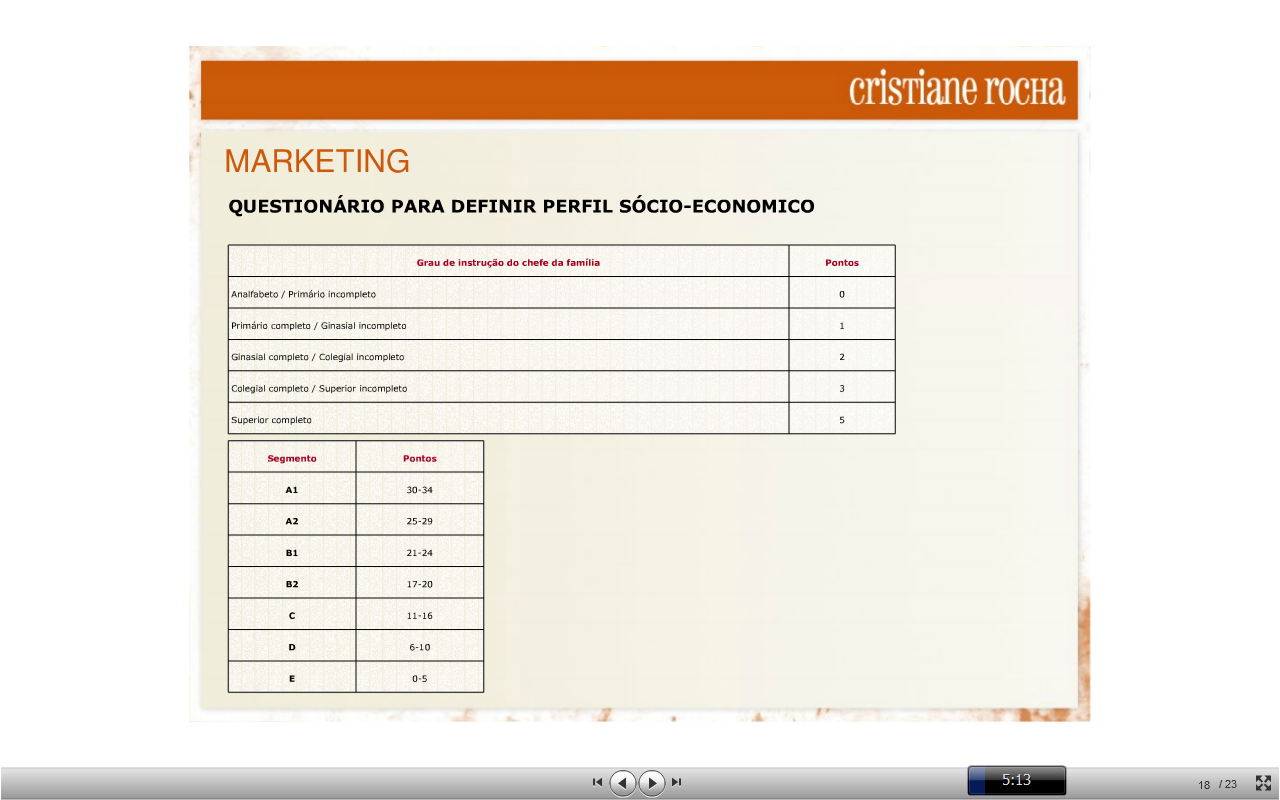 cristiane rocha
MARKETING
QUESTIONÁRIO PARA DEFINIR PERFIL SÓCIO-ECONOMICO
Grau de instrução do chefe da família Pontos
Analfabeto / Primário incompleto 0
Primário completo / Ginasial incompleto 1
Ginasial completo / Colegial incompleto 2
Colegial completo / Superior incompleto 3
Superior completo 5
Segmento Pontos
A1 30-34
A2 25-29
B1 21-24
B2 17-20
C 11-16
D 6-10
E 0-5
5:13
18 / 23